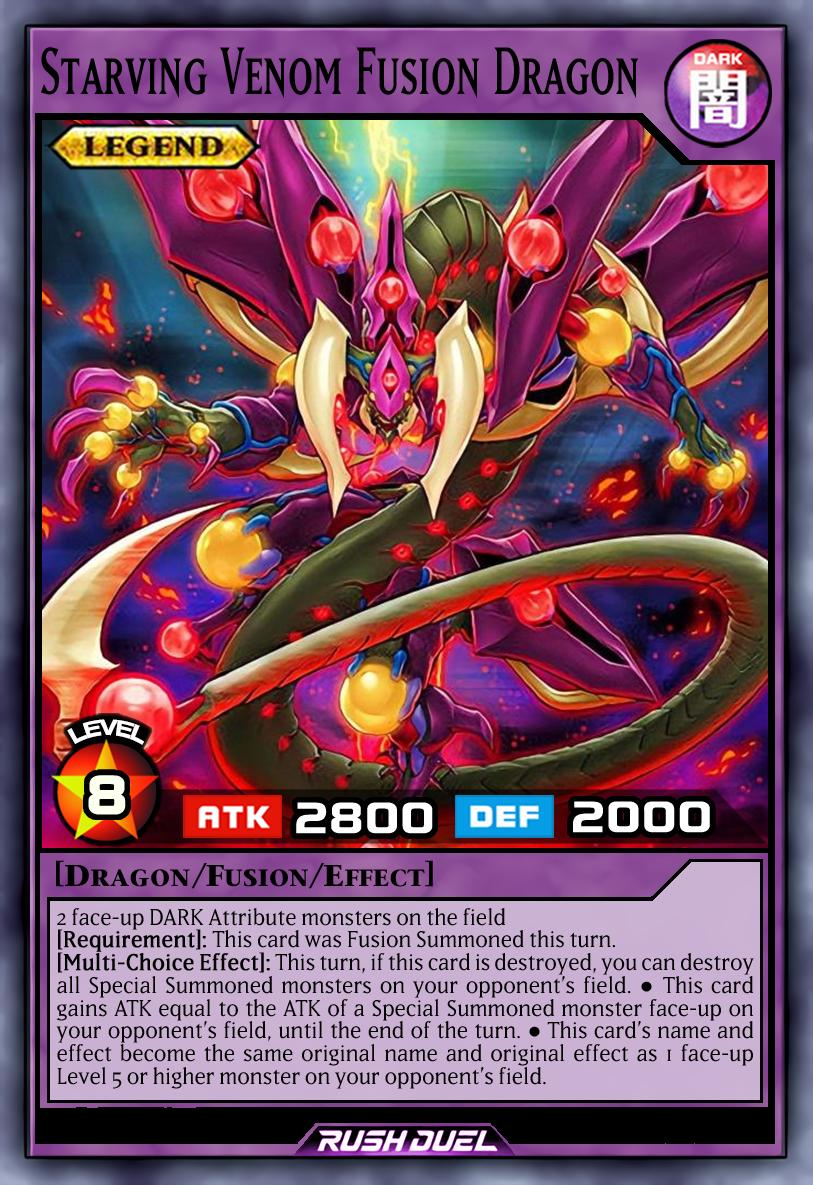 STARVING VENOM FUSION DRAGON
DARK
闇
LEGEND
LEVEL
8
ATK 2800 DEF 2000
[DRAGON/FUSION/EFFECT]
2 face-up DARK Attribute monsters on the field
[Requirement]: This card was Fusion Summoned this turn.
[Multi-Choice Effect]: This turn, if this card is destroyed, you can destroy
all Special Summoned monsters on your opponent's field. ● This card
gains ATK equal to the ATK of a Special Summoned monster face-up on
your opponent's field, until the end of the turn. ● This card's name and
effect become the same original name and original effect as 1 face-up
Level 5 or higher monster on your opponent's field.
RUSH DUEL